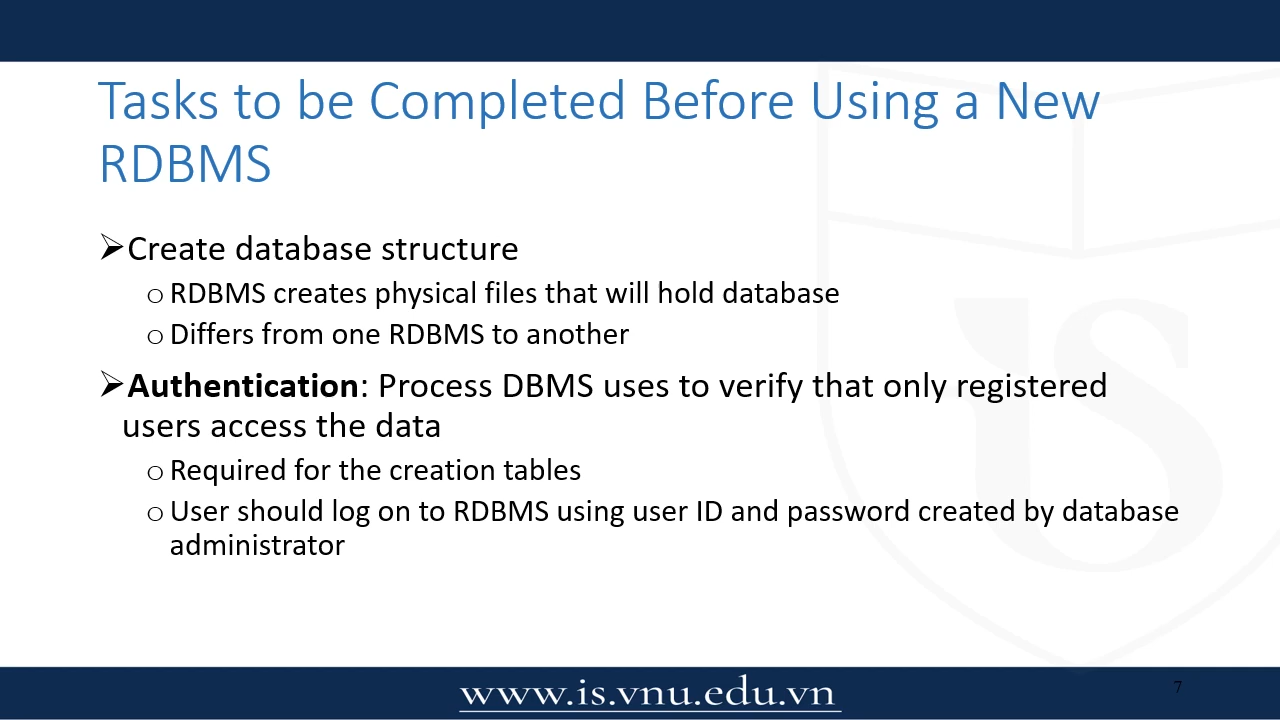 Tasks to be Completed Before Using a New
RDBMS
➢Create database structure
o RDBMS creates physical files that will hold database
o Differs from one RDBMS to another
➢Authentication: Process DBMS uses to verify that only registered
users access the data
o Required for the creation tables
o User should log on to RDBMS using user ID and password created by database
administrator
IS
www.is.vnu.edu.vn
7